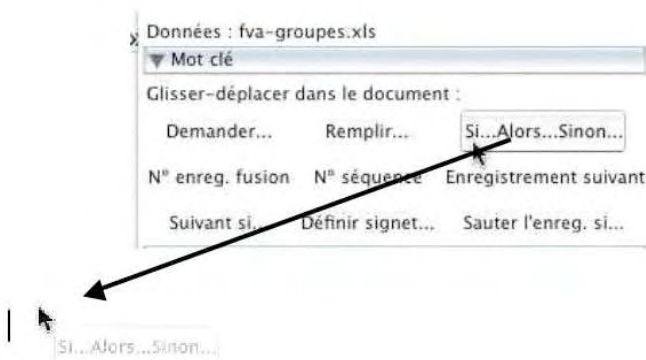 Données : fva-groupes.xls
Mot clé
Glisser-déplacer dans le document :
Demander... Remplir... Si...Alors...Sinon...
N° enreg. fusion N° séquence Enregistrement suivant
Suivant si... Définir signet... Sauter l'enreg. si...
Si...Alors...Sinon...